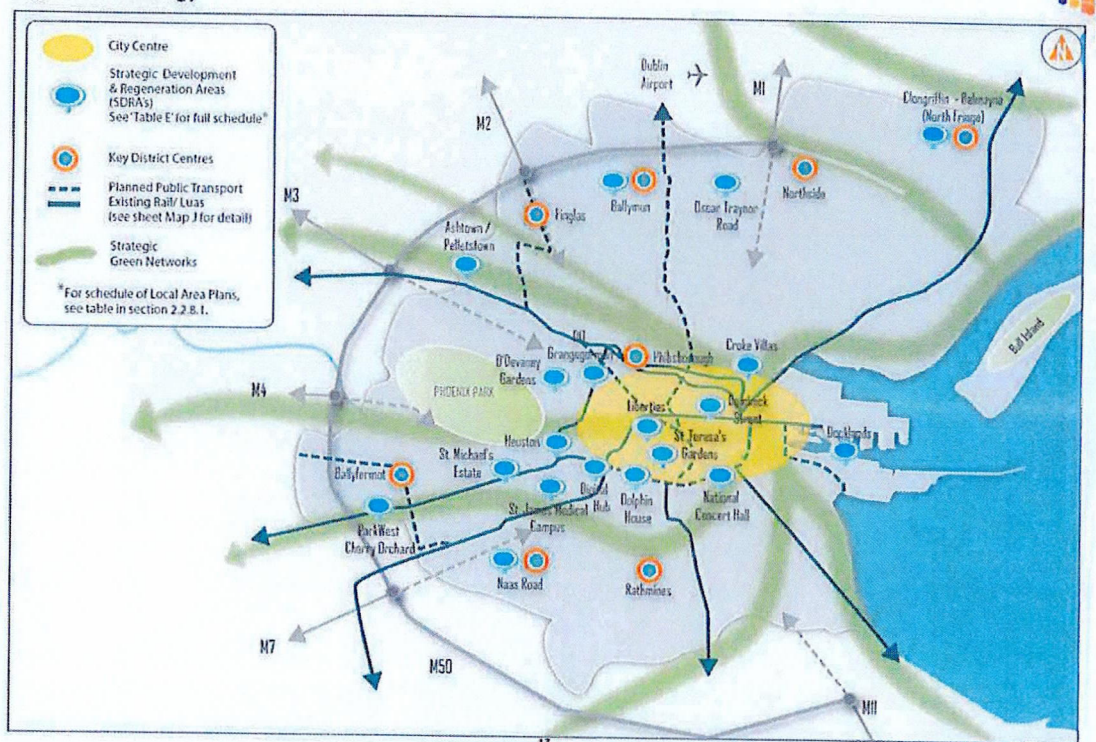 City Centre
Strategic Development
& Regeneration Areas
(SDRA's)
See 'Table E' for full schedule*
Key District Centres
Planned Public Transport
Existing Rail/ Luas
(see sheet Map J for detail)
Strategic
Green Networks
*For schedule of Local Area Plans,
see table in section 2.2.8.1.
N
Dublin
Airport
M1
M2
M3
Clongriffin - Belmayne
(North Fringe)
Northside
Finglas
Ballymun
Oscar Traynor
Road
Ashtown /
Pelletstown
Bull Island
Grangegorman
Phibsborough
Croke Villas
O'Devaney
Gardens
PHOENIX PARK
M4
Liberties
Dominick
Street
St. Teresa's
Gardens
Docklands
Heuston
St. Michael's
Estate
Ballyfermot
Digital
Hub
Dolphin
House
National
Concert Hall
St. James Medical
Campus
ParkWest
Cherry Orchard
Naas Road
Rathmines
M7
M50
M11